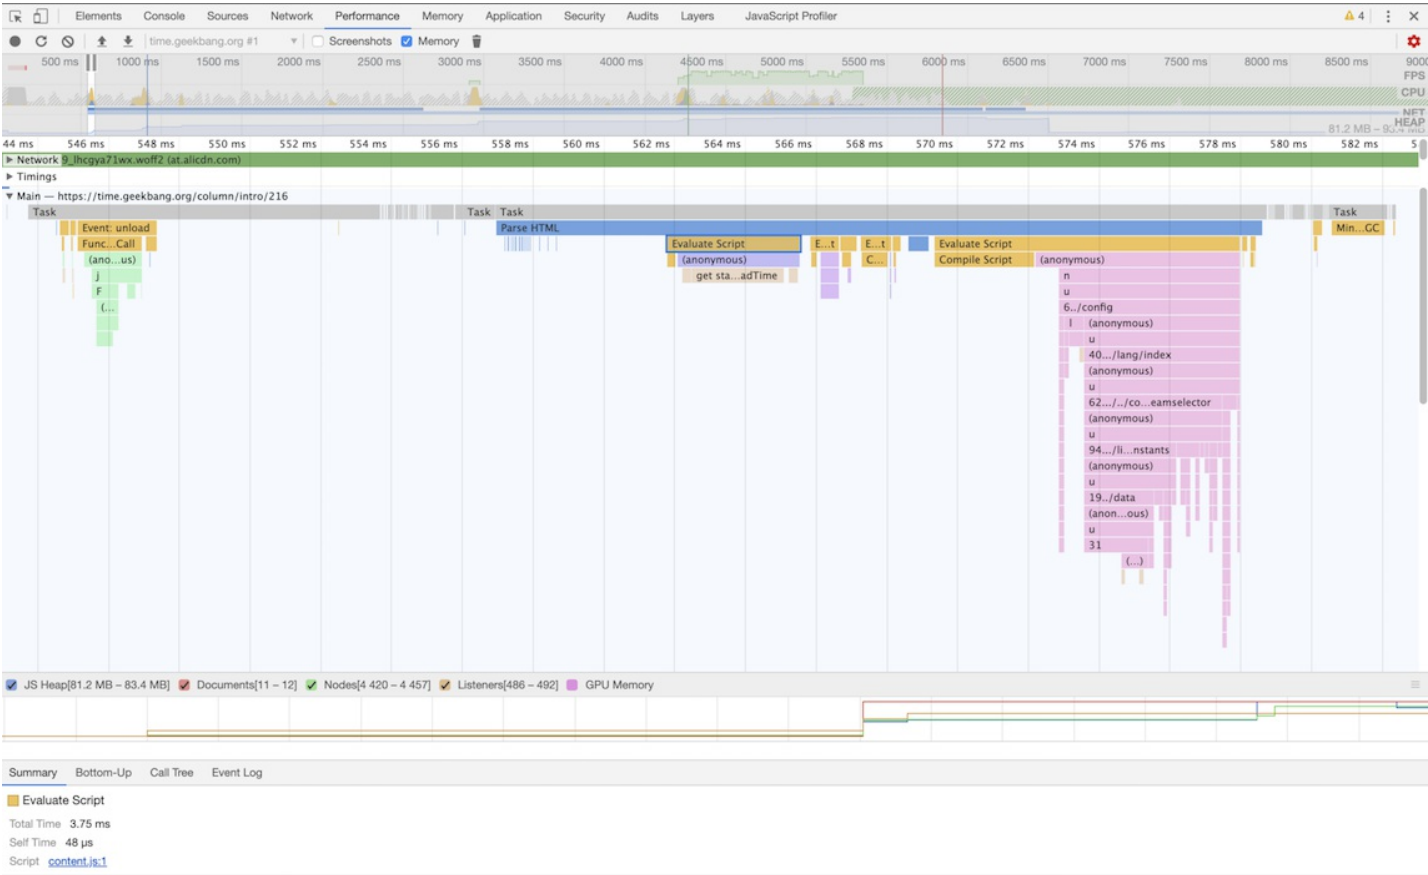 Elements Console Sources Network Performance Memory Application Security Audits Layers JavaScript Profiler 4
time.geekbang.org #1 Screenshots Memory
500 ms 1000 ms 1500 ms 2000 ms 2500 ms 3000 ms 3500 ms 4000 ms 4500 ms 5000 ms 5500 ms 6000 ms 6500 ms 7000 ms 7500 ms 8000 ms 8500 ms 9000
FPS
CPU
NET
HEAP
81.2 MB – 93.4 MB
44 ms 546 ms 548 ms 550 ms 552 ms 554 ms 556 ms 558 ms 560 ms 562 ms 564 ms 566 ms 568 ms 570 ms 572 ms 574 ms 576 ms 578 ms 580 ms 582 ms 5
Network 9_lhcgya71wx.woff2 (at.alicdn.com)
Timings
Main — https://time.geekbang.org/column/intro/216
Task Task Task Task
Event: unload Parse HTML Min...GC
Func...Call Evaluate Script E...t E...t Evaluate Script
(ano...us) (anonymous) C... Compile Script (anonymous)
j get sta...adTime n
F u
(... 6../config
l (anonymous)
u
40.../lang/index
(anonymous)
u
62.../../co...eamselector
(anonymous)
u
94.../li...nstants
(anonymous)
u
19../data
(anon...ous)
u
31
(...)
JS Heap[81.2 MB – 83.4 MB] Documents[11 – 12] Nodes[4 420 – 4 457] Listeners[486 – 492] GPU Memory
Summary Bottom-Up Call Tree Event Log
Evaluate Script
Total Time 3.75 ms
Self Time 48 μs
Script content.js:1